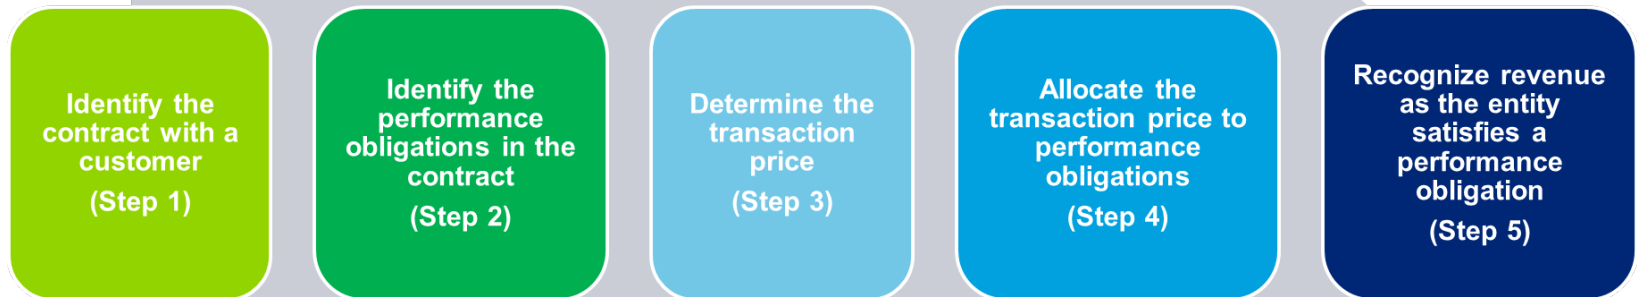 Identify the
contract with a
customer
(Step 1)
Identify the
performance
obligations in the
contract
(Step 2)
Determine the
transaction
price
(Step 3)
Allocate the
transaction price to
performance
obligations
(Step 4)
Recognize revenue
as the entity
satisfies a
performance
obligation
(Step 5)